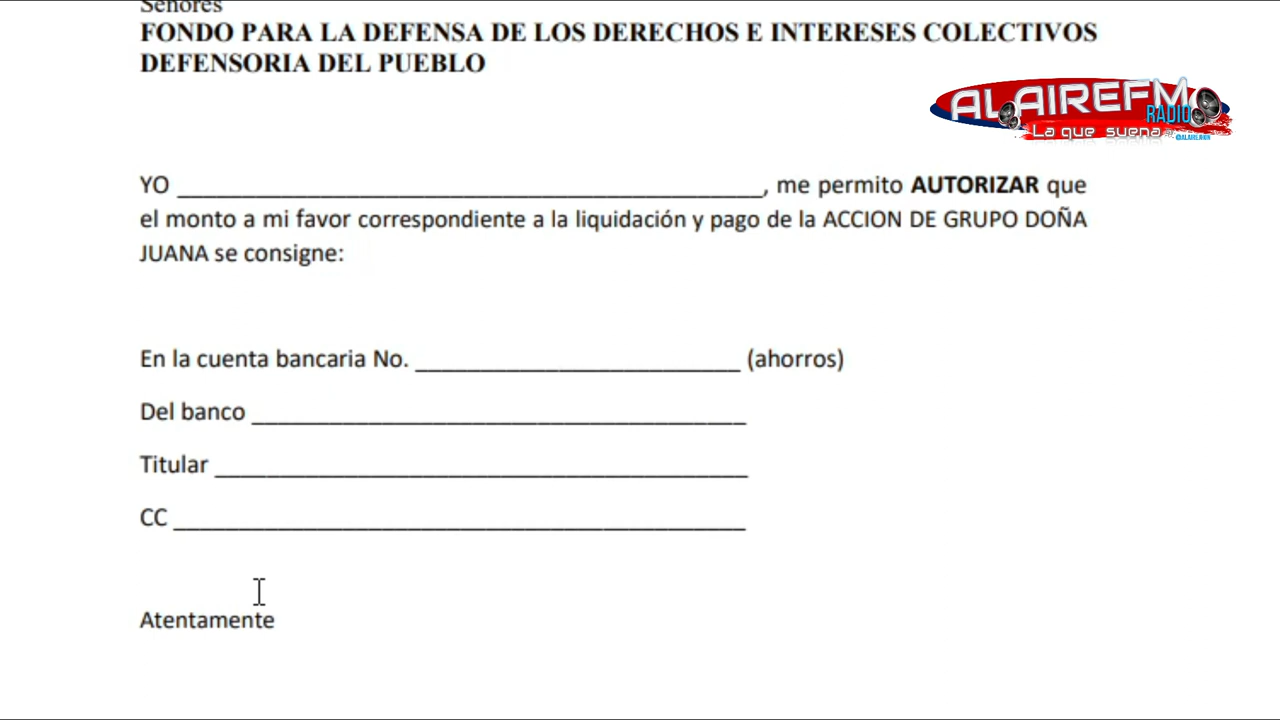 Señores
FONDO PARA LA DEFENSA DE LOS DERECHOS E INTERESES COLECTIVOS
DEFENSORIA DEL PUEBLO
ALAIREFM
RADIO
La que suena
YO ______________________________________________, me permito AUTORIZAR que
el monto a mi favor correspondiente a la liquidación y pago de la ACCION DE GRUPO DOÑA
JUANA se consigne:
En la cuenta bancaria No. _________________________ (ahorros)
Del banco ______________________________________
Titular _________________________________________
CC ____________________________________________
Atentamente